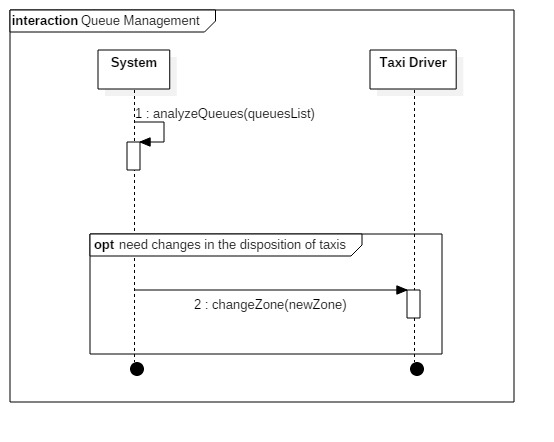 interaction Queue Management
System
Taxi Driver
1 : analyzeQueues(queuesList)
opt need changes in the disposition of taxis
2 : changeZone(newZone)